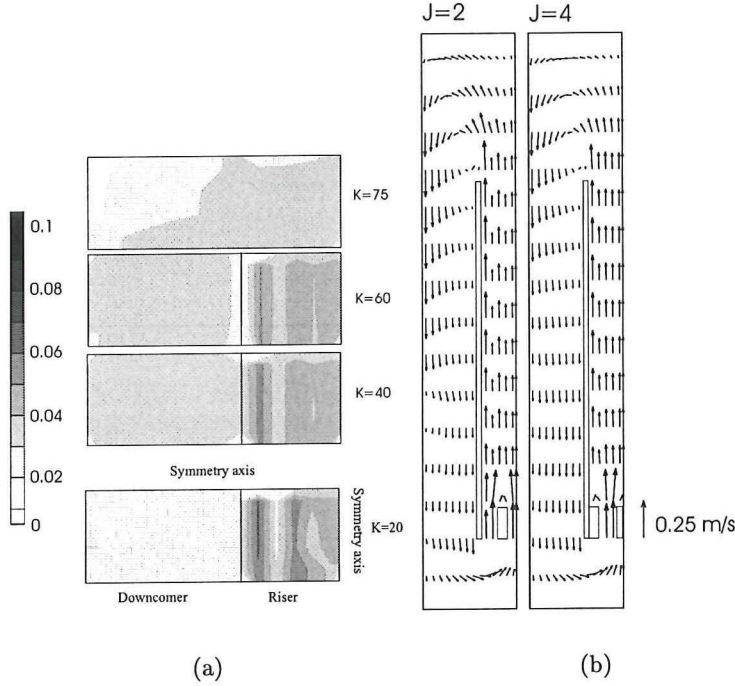 J=2
J=4
K=75
0.1
0.08
K=60
0.06
0.04
K=40
0.02
Symmetry axis
0
Symmetry axis
K=20
0.25 m/s
Downcomer
Riser
(a)
(b)